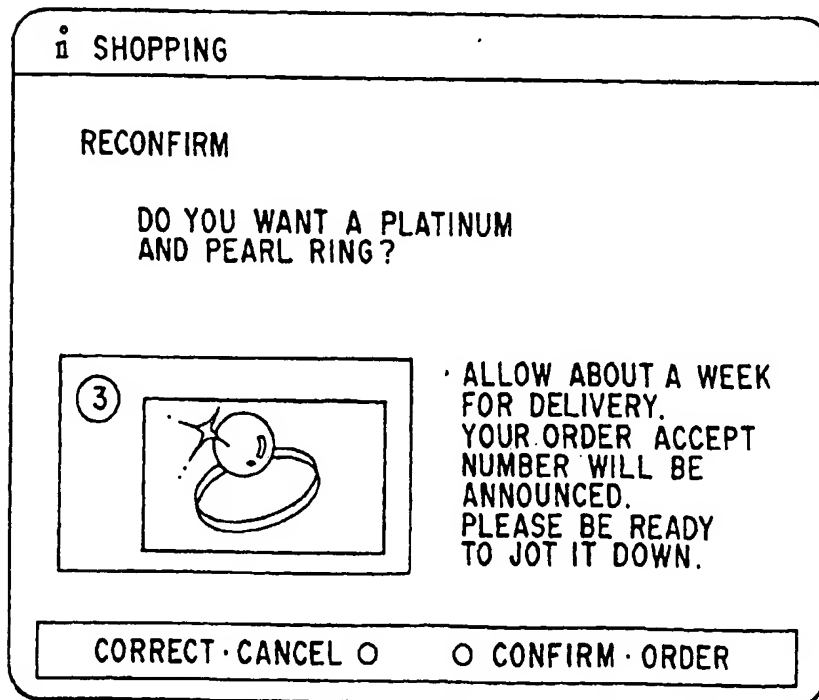 i SHOPPING
RECONFIRM
DO YOU WANT A PLATINUM
AND PEARL RING?
3
ALLOW ABOUT A WEEK
FOR DELIVERY.
YOUR ORDER ACCEPT
NUMBER WILL BE
ANNOUNCED.
PLEASE BE READY
TO JOT IT DOWN.
CORRECT · CANCEL O O CONFIRM · ORDER